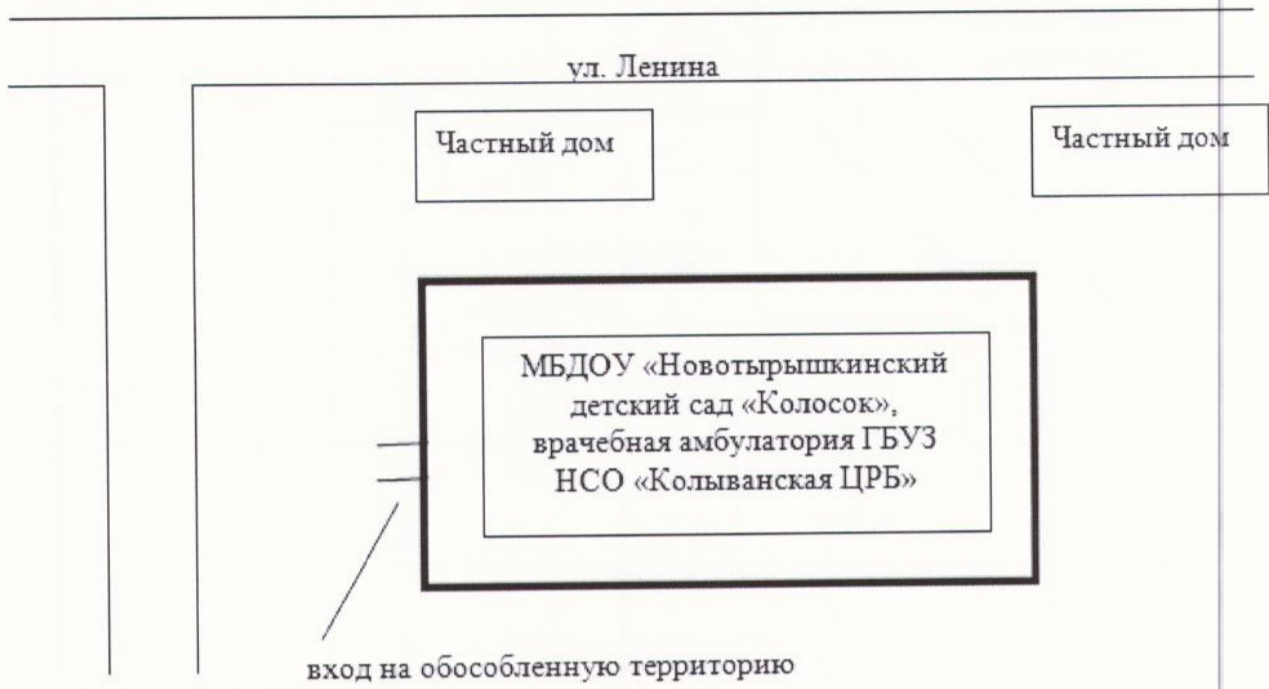 ул. Ленина
Частный дом
Частный дом
МБДОУ «Новотырышкинский
детский сад «Колосок»,
врачебная амбулатория ГБУЗ
НСО «Колыванская ЦРБ»
вход на обособленную территорию